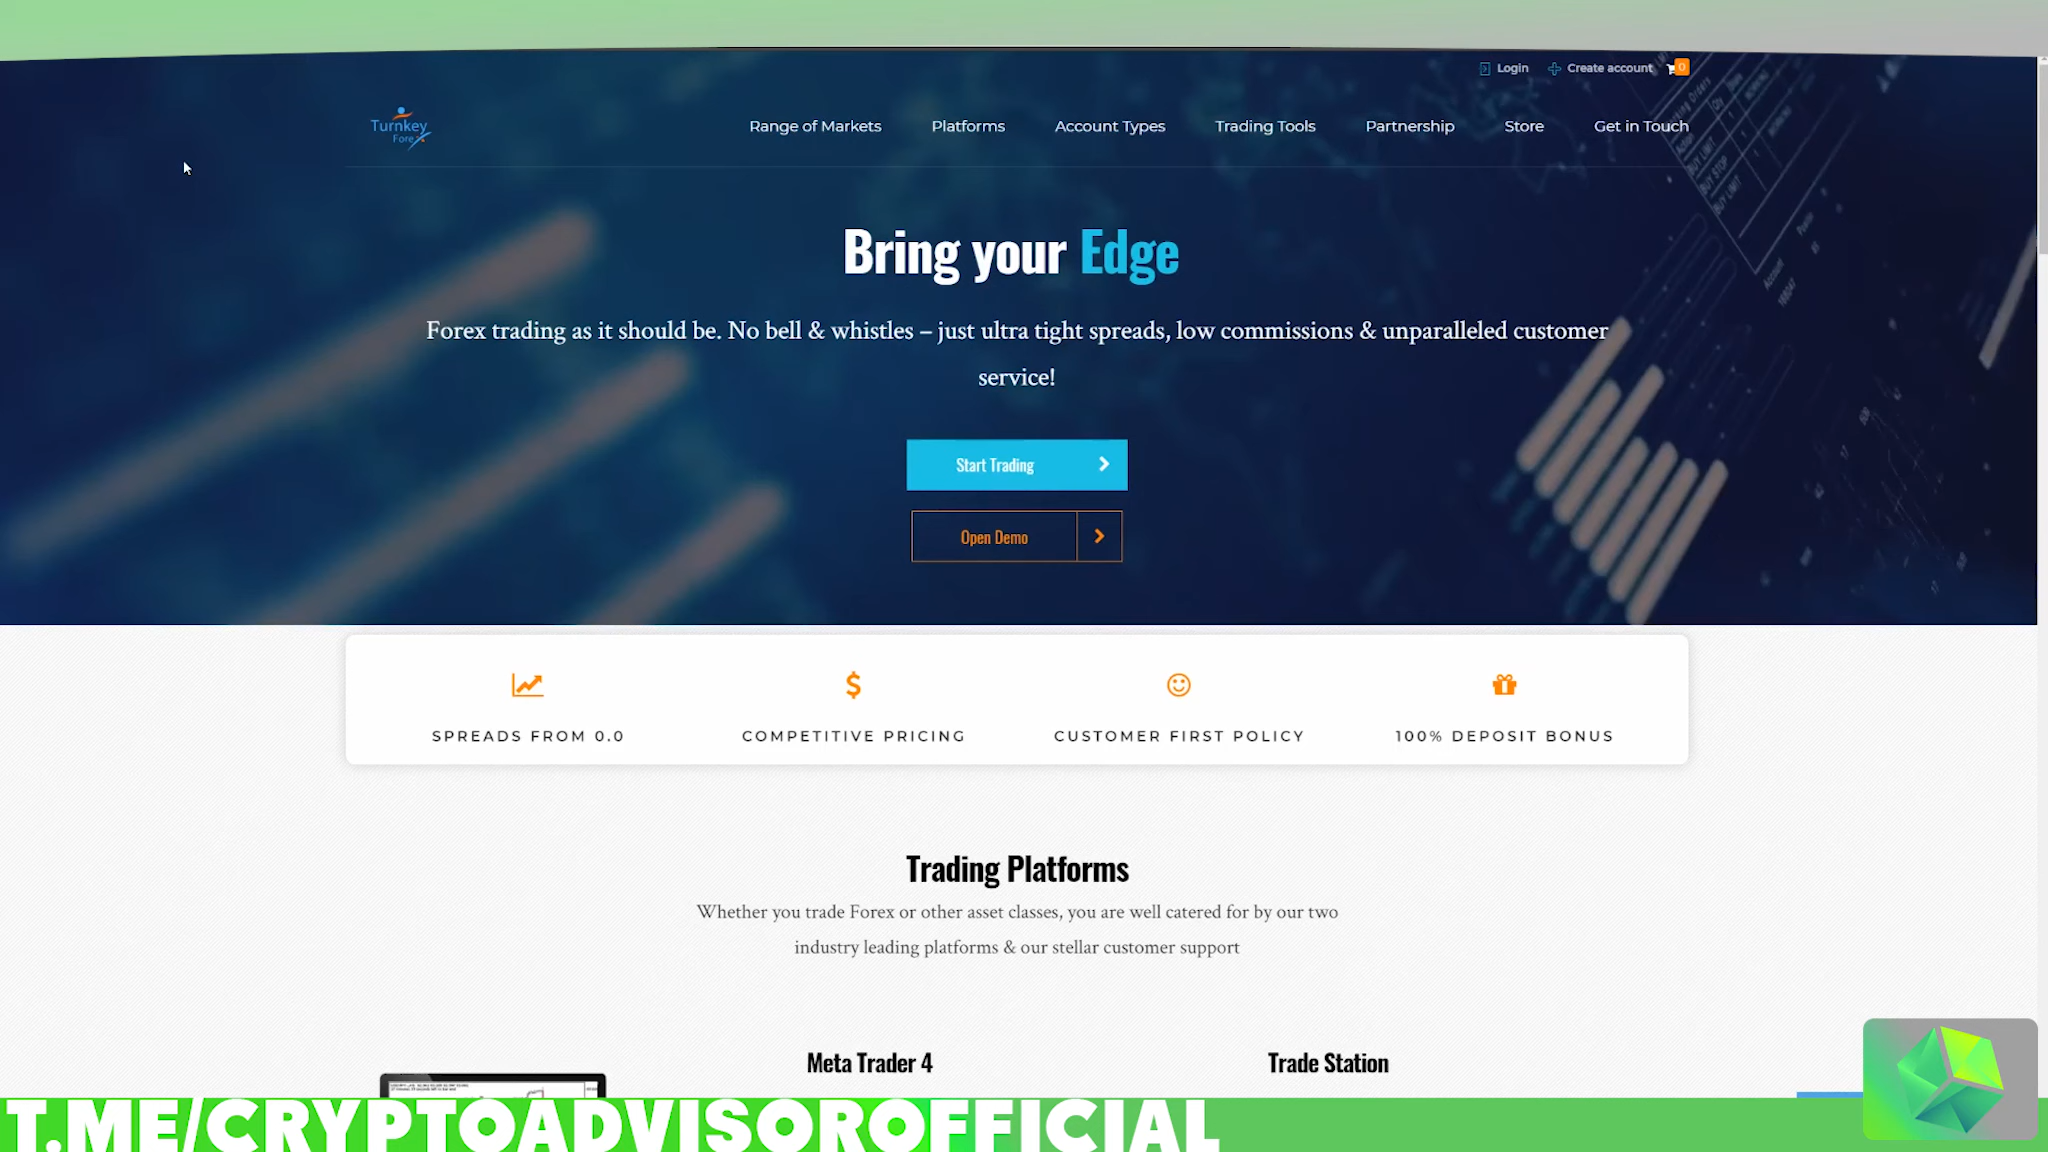 Login
Create account
0
Turnkey
Forex
Range of Markets
Platforms
Account Types
Trading Tools
Partnership
Store
Get in Touch
Bring your Edge
Forex trading as it should be. No bell & whistles – just ultra tight spreads, low commissions & unparalleled customer
service!
Start Trading
Open Demo
SPREADS FROM 0.0
COMPETITIVE PRICING
CUSTOMER FIRST POLICY
100% DEPOSIT BONUS
Trading Platforms
Whether you trade Forex or other asset classes, you are well catered for by our two
industry leading platforms & our stellar customer support
Meta Trader 4
Trade Station
T.ME/CRYPTOADVISOROFFICIAL